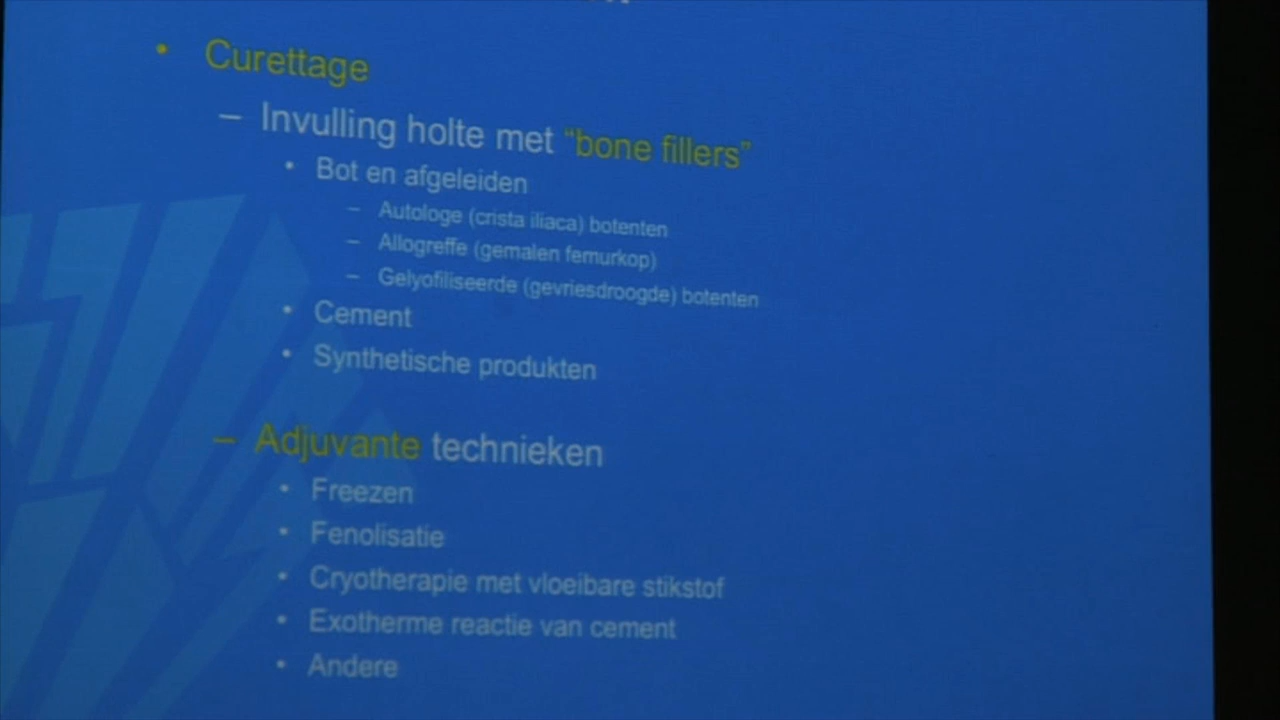 • Curettage
– Invulling holte met “bone fillers”
• Bot en afgeleiden
– Autologe (crista iliaca) botenten
– Allogreffe (gemalen femurkop)
– Gelyofiliseerde (gevriesdroogde) botenten
• Cement
• Synthetische produkten
– Adjuvante technieken
• Freezen
• Fenolisatie
• Cryotherapie met vloeibare stikstof
• Exotherme reactie van cement
• Andere